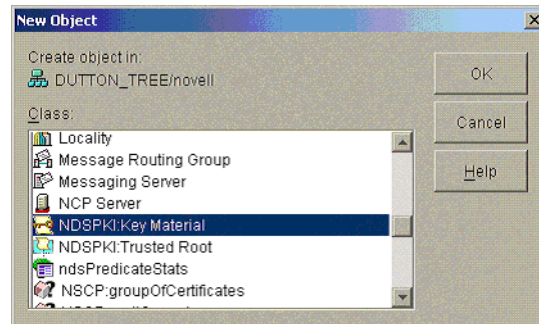 New Object
Create object in:
DUTTON_TREE/novell
OK
Class:
Cancel
Locality
Message Routing Group
Messaging Server
Help
NCP Server
NDSPKI:Key Material
NDSPKI:Trusted Root
ndsPredicateStats
NSCP:groupOfCertificates